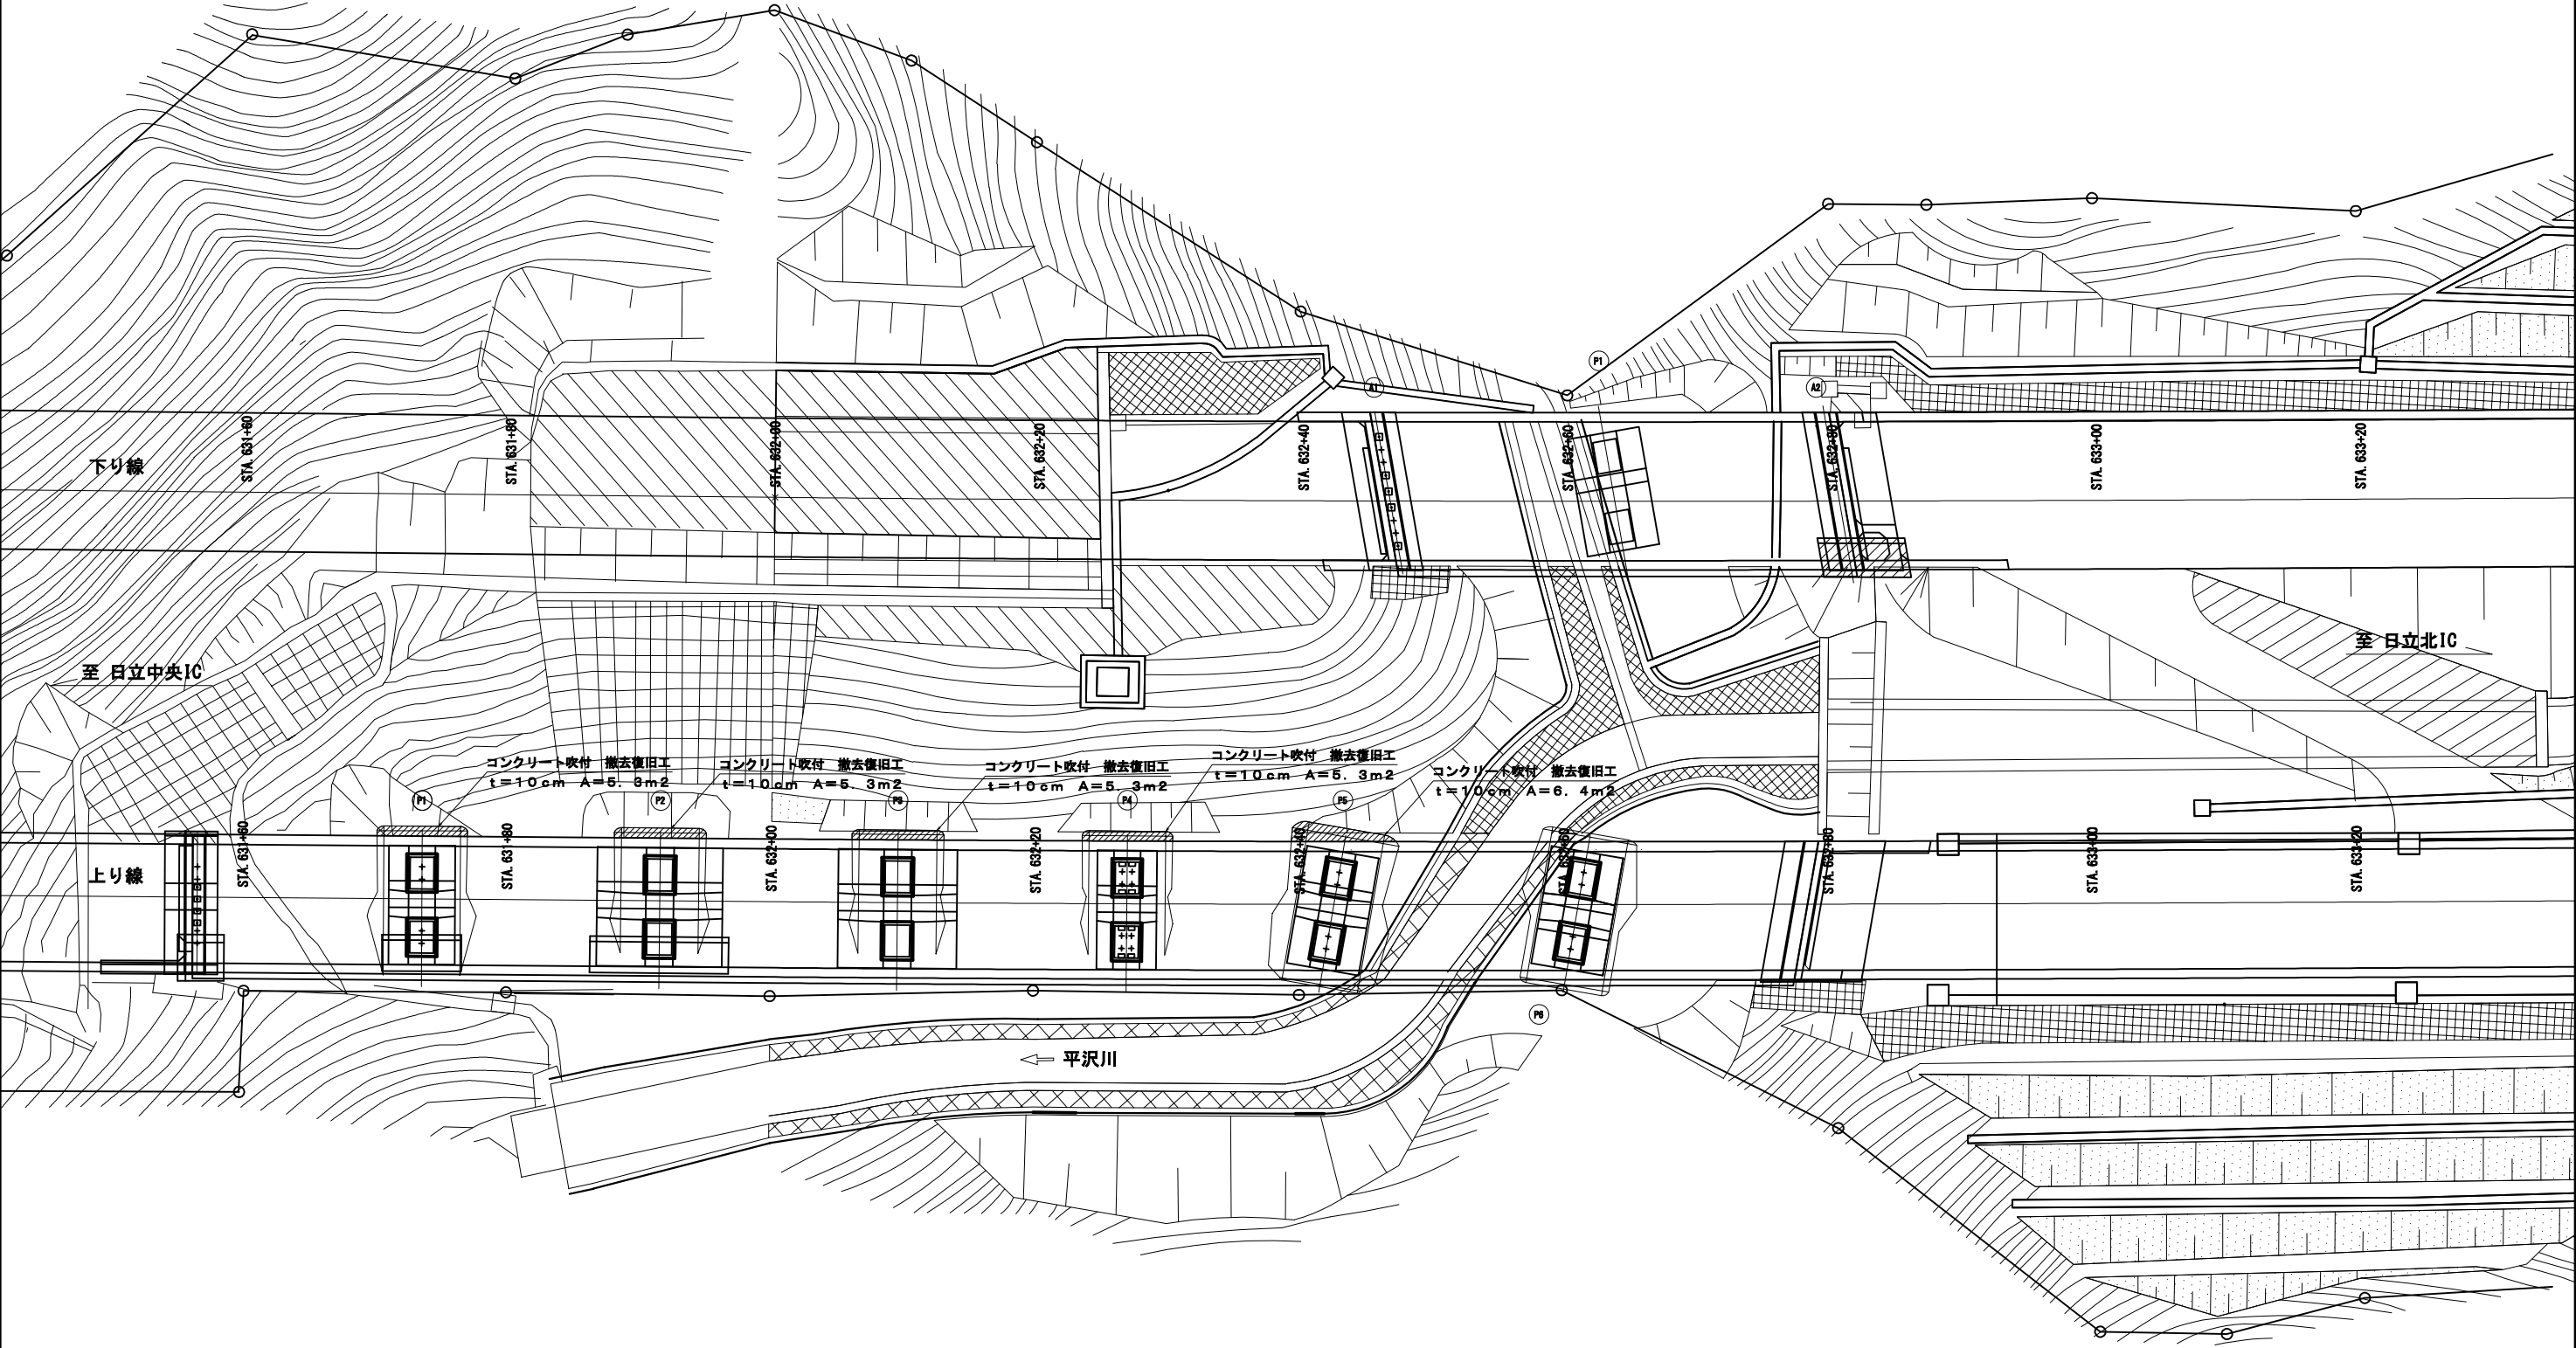 P1
A1
A2
STA. 631+60
STA. 631+80
STA. 632+00
STA. 632+20
STA. 632+40
STA. 632+60
STA. 632+80
STA. 633+00
STA. 633+20
下り線
至 日立中央IC
至 日立北IC
コンクリート吹付 撤去復旧工
t=10cm A=5. 3m2
コンクリート吹付 撤去復旧工
t=10cm A=5. 3m2
コンクリート吹付 撤去復旧工
t=10cm A=5. 3m2
コンクリート吹付 撤去復旧工
t=10cm A=5. 3m2
コンクリート吹付 撤去復旧工
t=10cm A=6. 4m2
P1
P2
P3
P4
P5
上り線
STA. 631+60
STA. 631+80
STA. 632+00
STA. 632+20
STA. 632+40
STA. 632+60
STA. 632+80
STA. 633+00
STA. 633+20
P6
平沢川